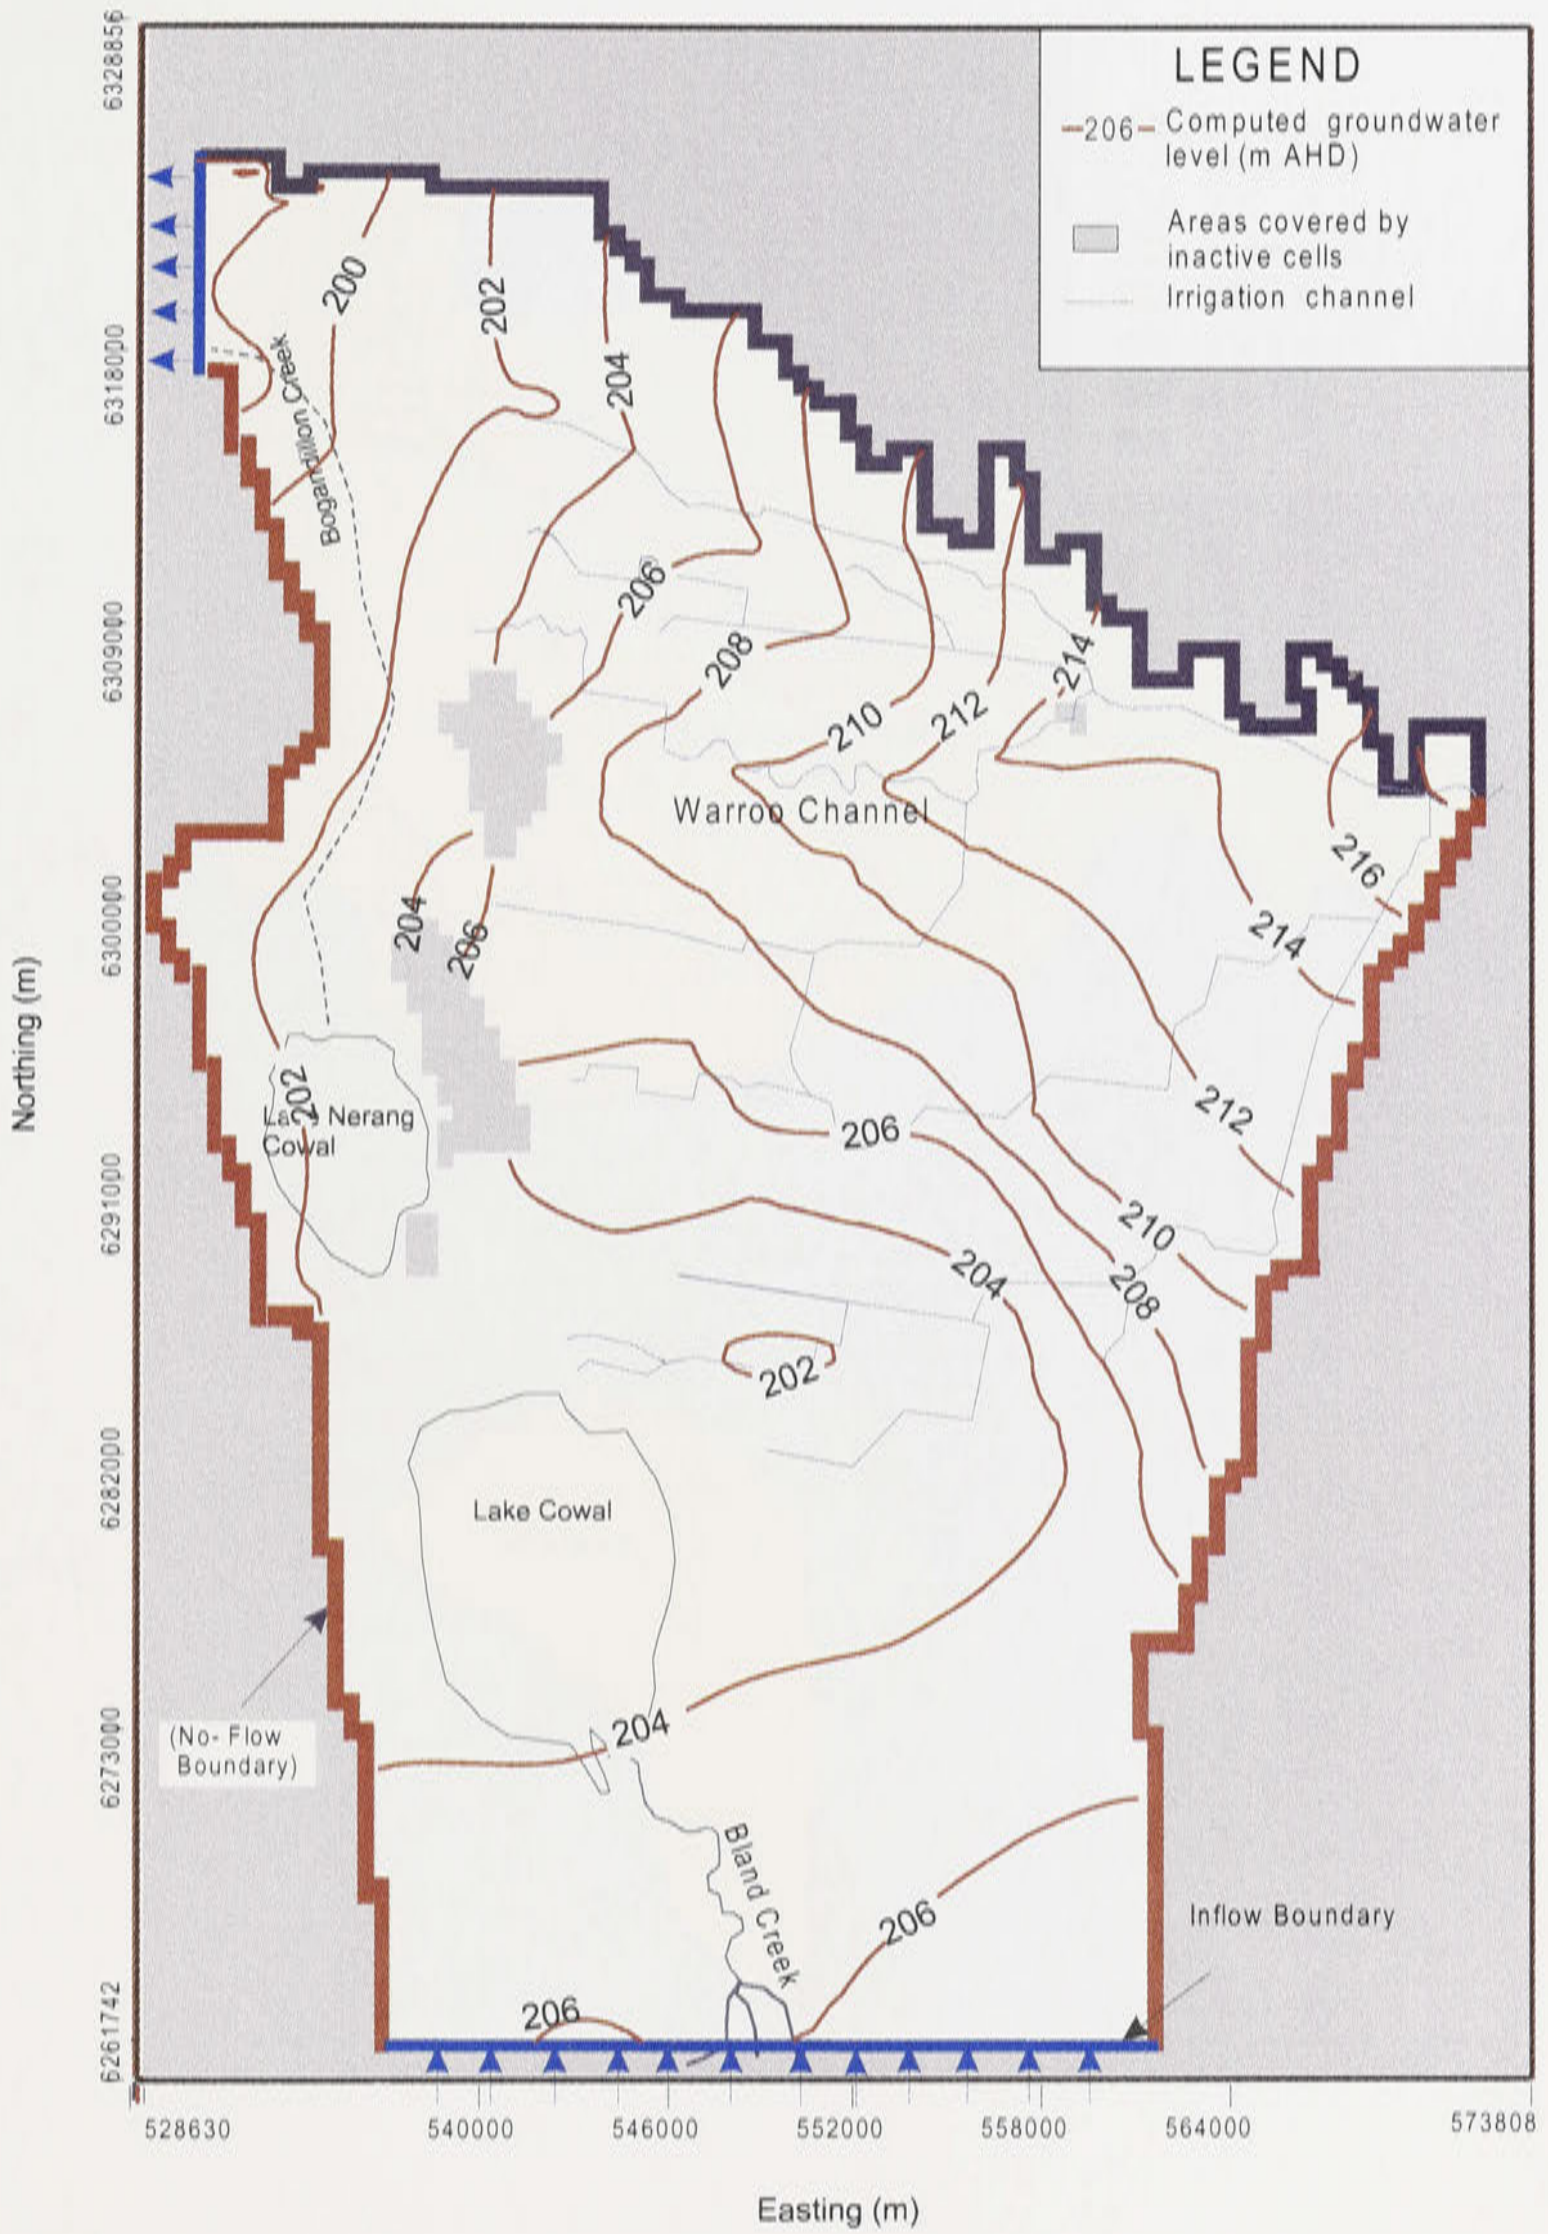 LEGEND
206 Computed groundwater
level (m AHD)
Areas covered by
inactive cells
Irrigation channel
6328856
6318000
6309000
6300000
6291000
6282000
6273000
6261742
Northing (m)
200
202
204
Bogandillon Creek
206
208
214
210
212
Warroo Channel
216
204
206
214
202
Nerang
Cowal
206
212
210
204
208
202
Lake Cowal
204
(No- Flow
Boundary)
Bland Creek
206
Inflow Boundary
206
528630
540000
546000
552000
558000
564000
573808
Easting (m)